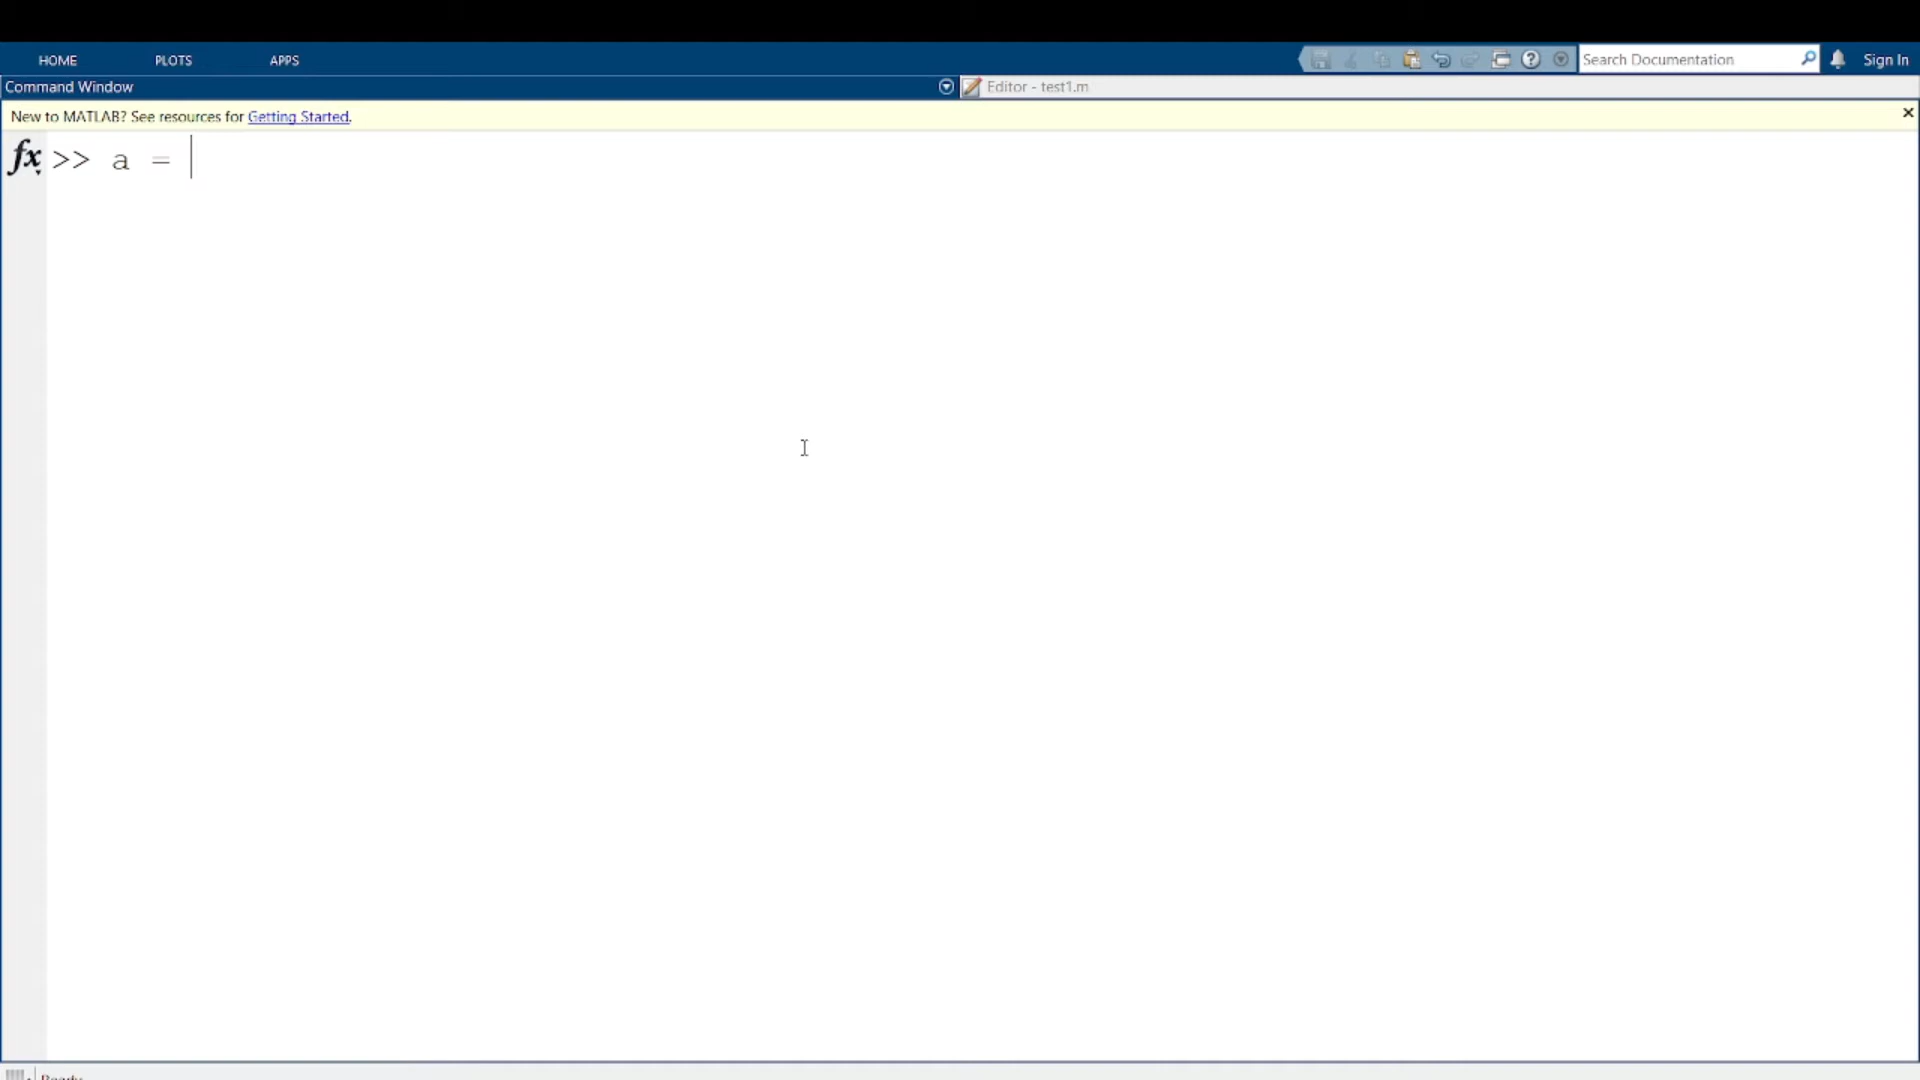 HOME PLOTS APPS Search Documentation Sign In
Command Window Editor - test1.m
New to MATLAB? See resources for Getting Started.
fx >> a =
Ready